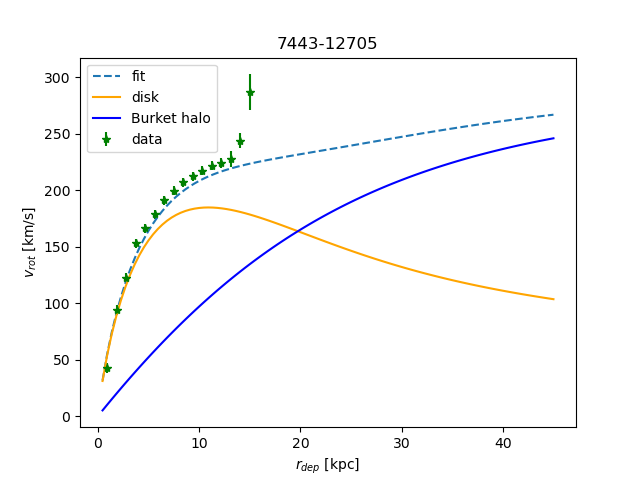 7443-12705
fit
disk
Burket halo
data
300
250
200
150
100
50
0
v_rot [km/s]
0 10 20 30 40
r_dep [kpc]